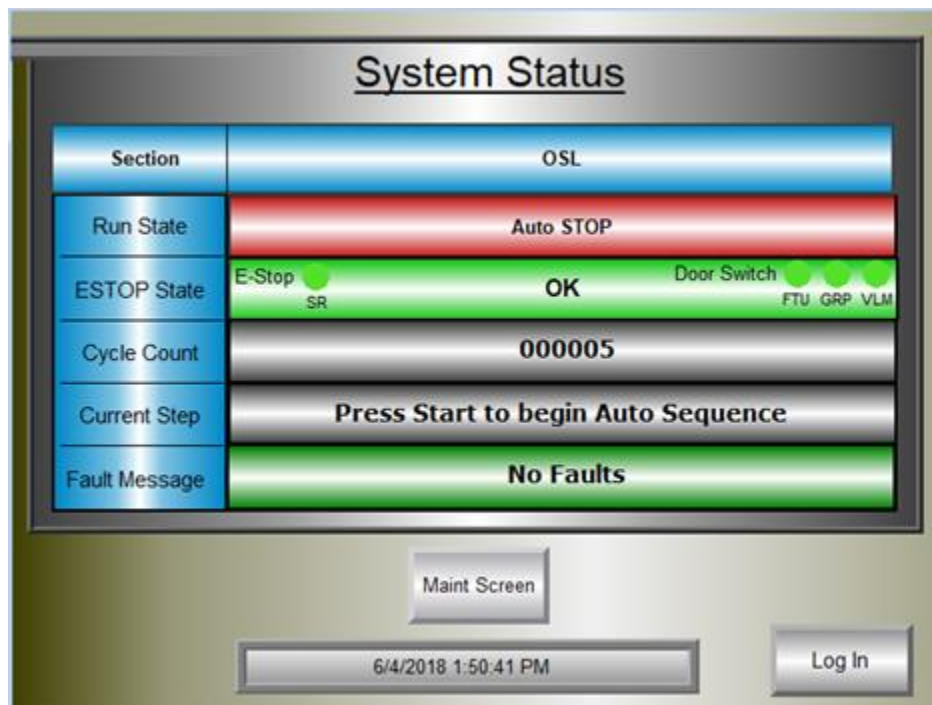 System Status
Section OSL
Run State Auto STOP
ESTOP State E-Stop SR OK Door Switch FTU GRP VLM
Cycle Count 000005
Current Step Press Start to begin Auto Sequence
Fault Message No Faults
Maint Screen
6/4/2018 1:50:41 PM
Log In